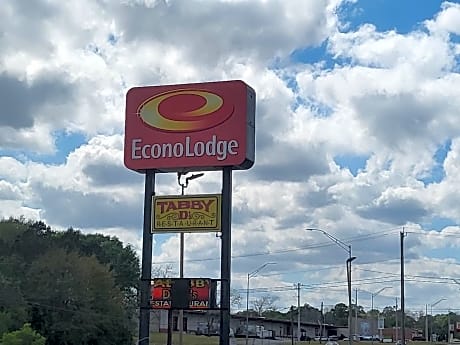 EconoLodge
TABBY
D's
RESTAURANT
D S